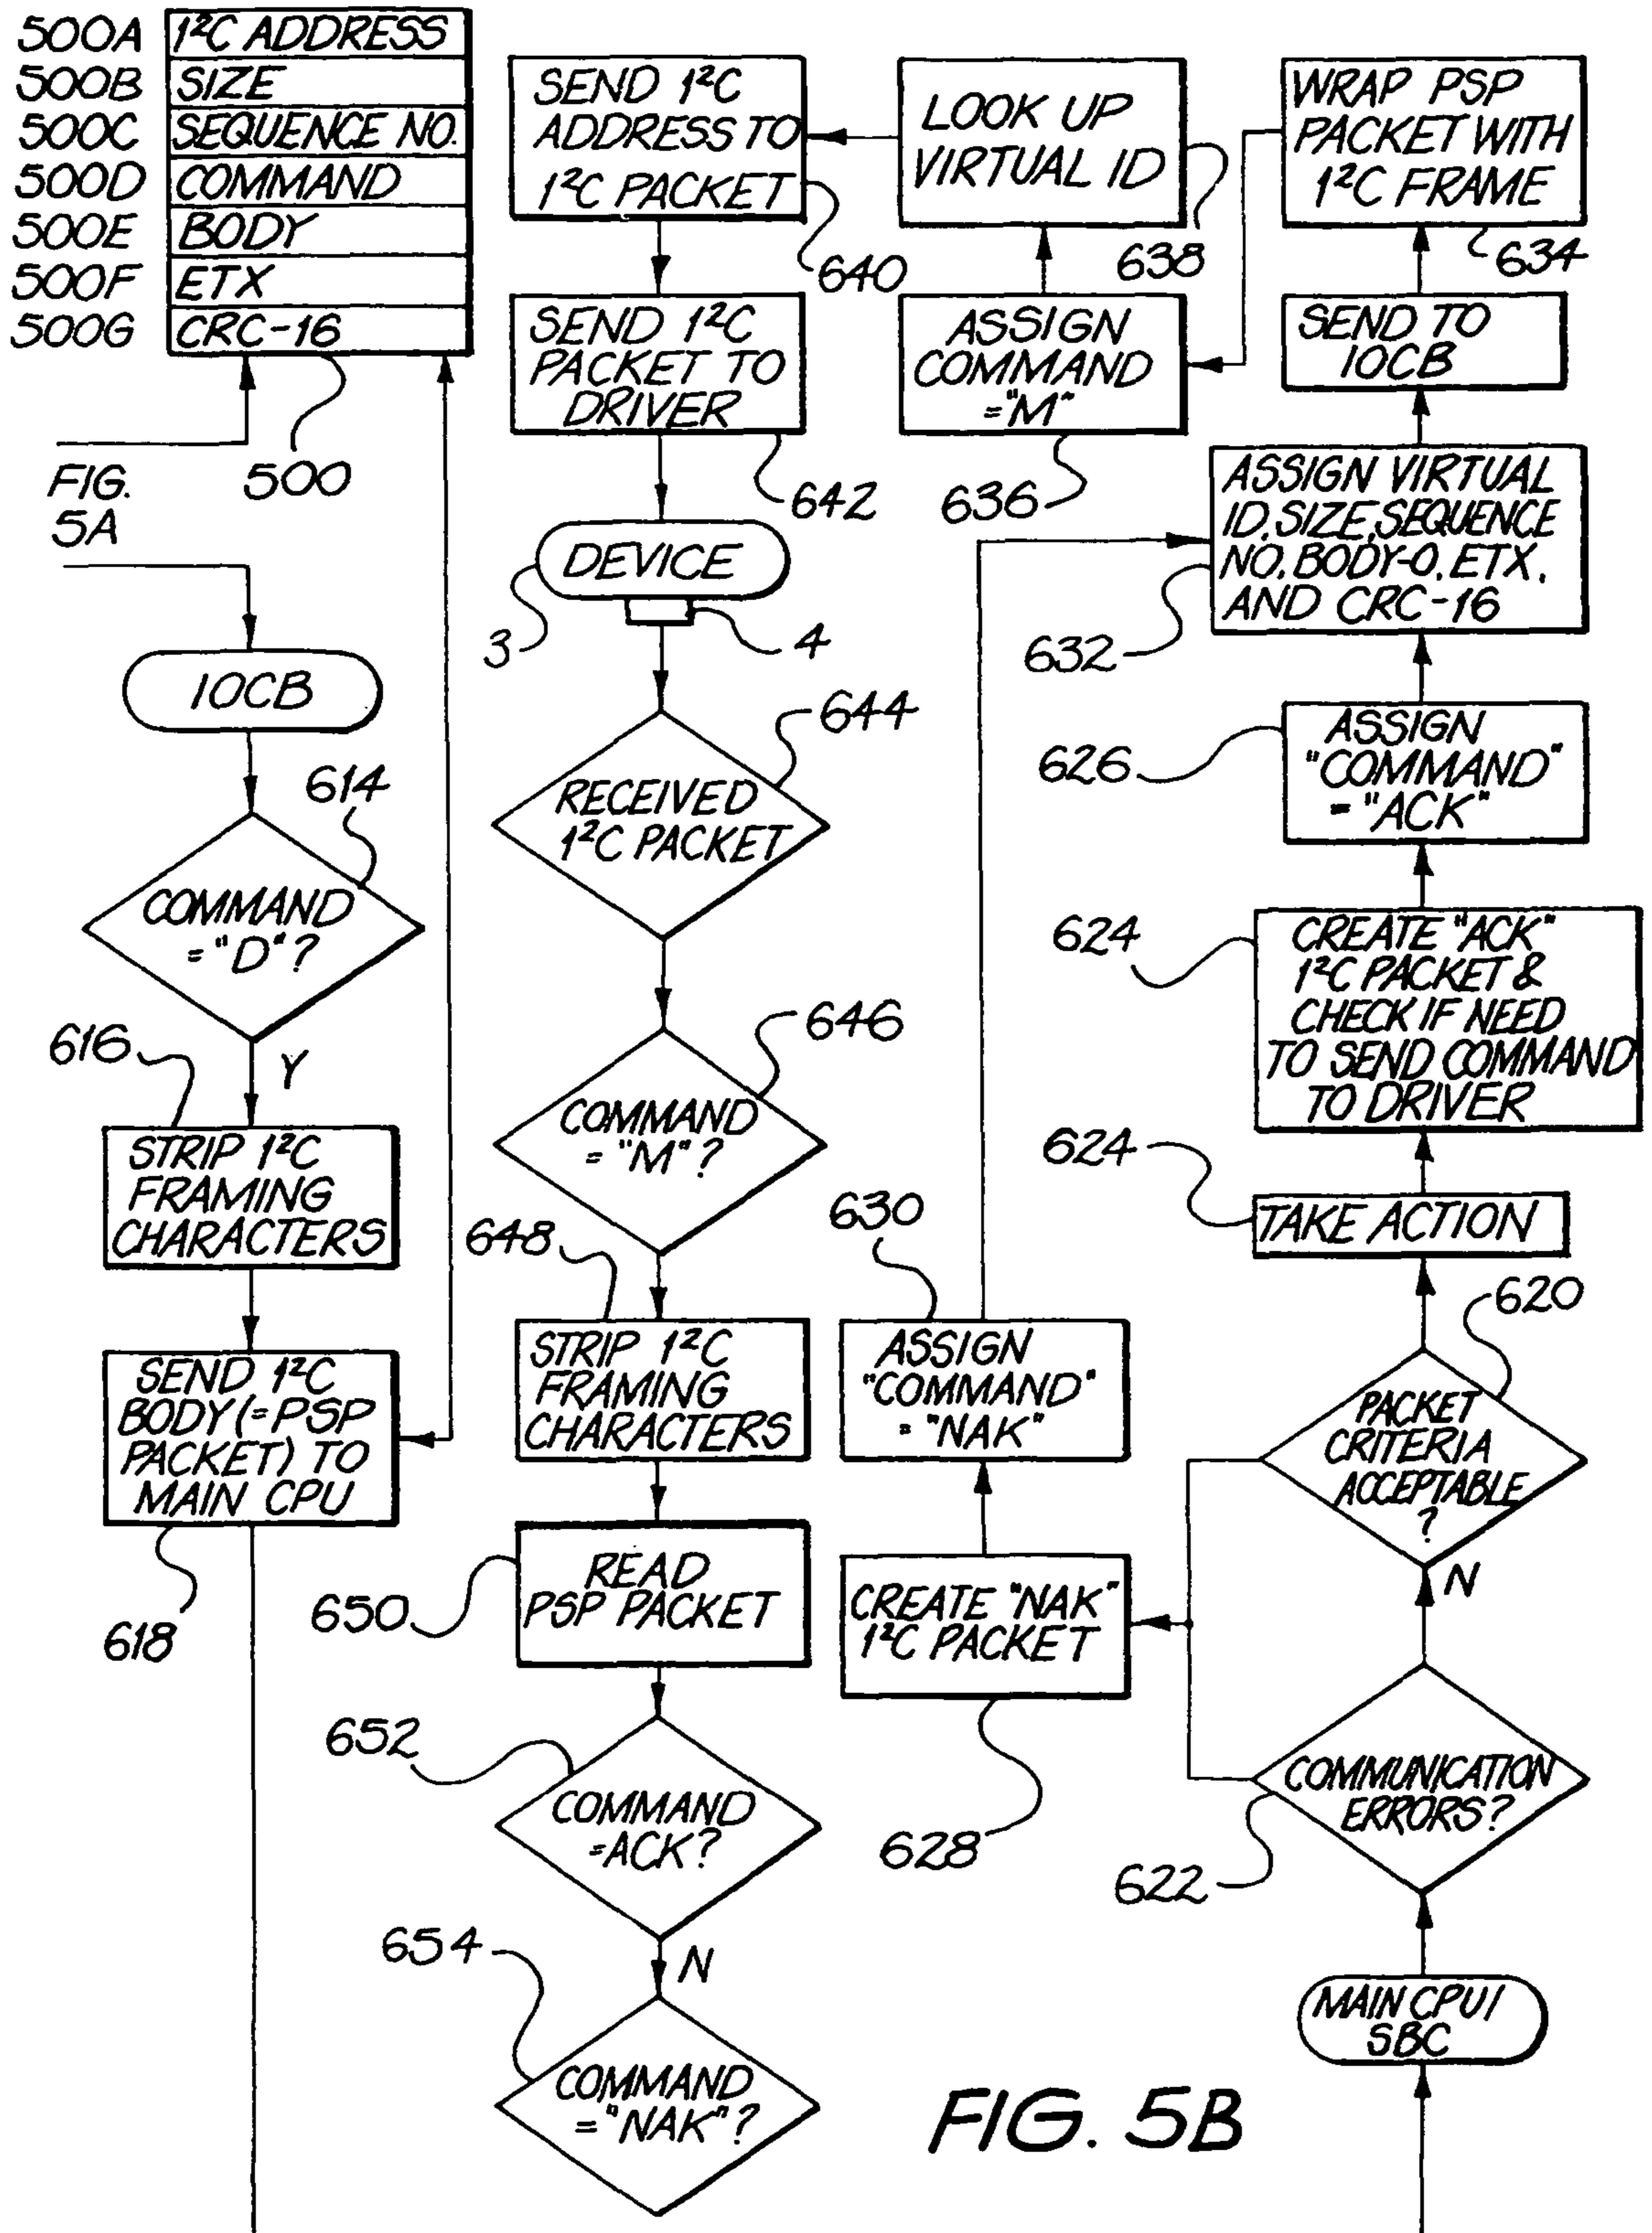 500A I²C ADDRESS
500B SIZE
500C SEQUENCE NO.
500D COMMAND
500E BODY
500F ETX
500G CRC-16
500
FIG.
5A
IOCB
614
COMMAND
="D"?
616
Y
STRIP I²C
FRAMING
CHARACTERS
SEND I²C
BODY (=PSP
PACKET) TO
MAIN CPU
618
SEND I²C
ADDRESS TO
I²C PACKET
640
SEND I²C
PACKET TO
DRIVER
642
DEVICE
3
4
644
RECEIVED
I²C PACKET
646
COMMAND
="M"?
648
STRIP I²C
FRAMING
CHARACTERS
650
READ
PSP PACKET
652
COMMAND
=ACK?
654
N
COMMAND
="NAK"?
LOOK UP
VIRTUAL ID
638
ASSIGN
COMMAND
="M"
636
630
ASSIGN
"COMMAND"
= "NAK"
CREATE "NAK"
I²C PACKET
628
WRAP PSP
PACKET WITH
I²C FRAME
634
SEND TO
IOCB
ASSIGN VIRTUAL
ID, SIZE, SEQUENCE
NO, BODY-O, ETX,
AND CRC-16
632
626
ASSIGN
"COMMAND"
= "ACK"
624
CREATE "ACK"
I²C PACKET &
CHECK IF NEED
TO SEND COMMAND
TO DRIVER
624
TAKE ACTION
620
PACKET
CRITERIA
ACCEPTABLE
?
N
COMMUNICATION
ERRORS?
622
MAIN CPU/
SBC
FIG. 5B